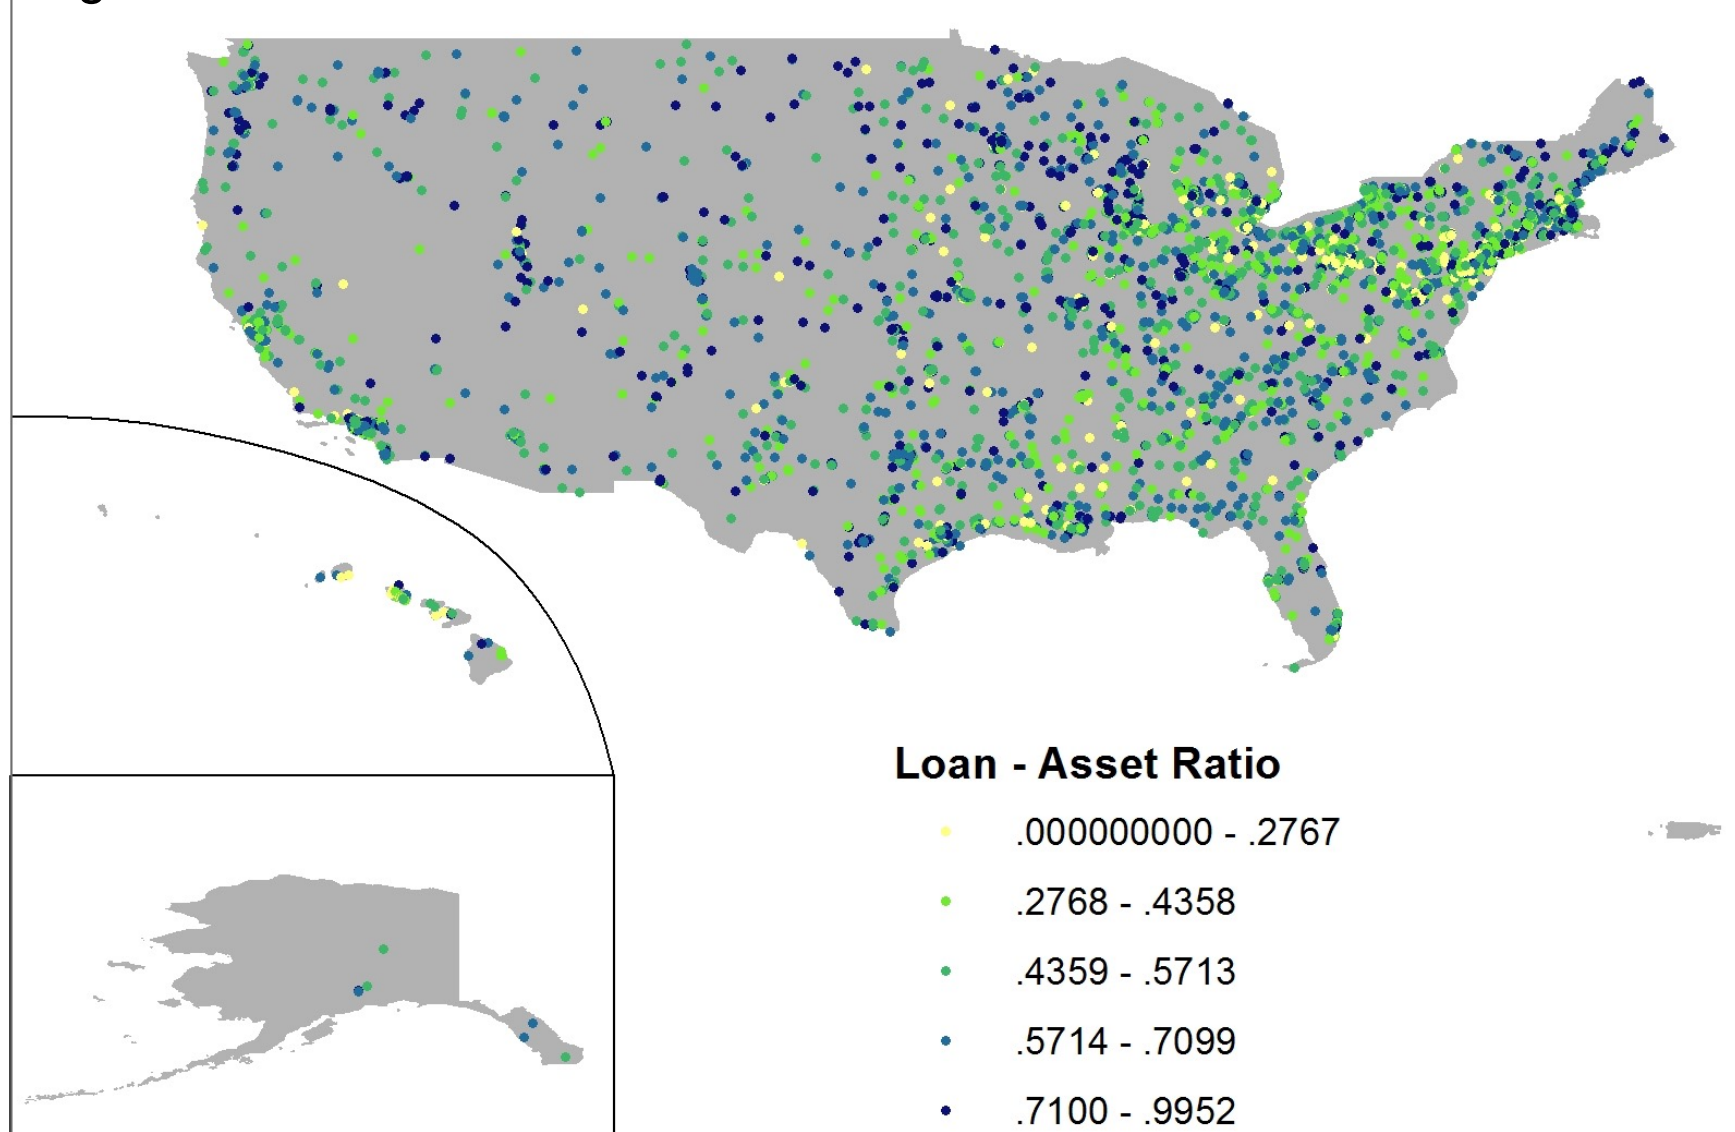 Loan - Asset Ratio
.000000000 - .2767
.2768 - .4358
.4359 - .5713
.5714 - .7099
.7100 - .9952